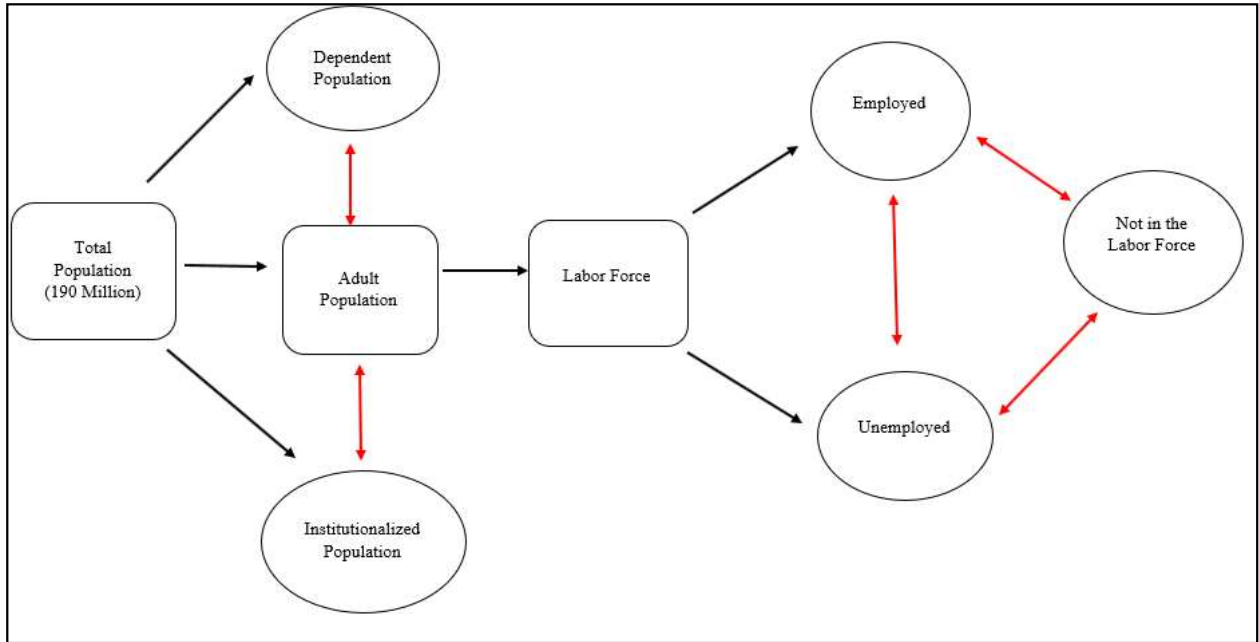 Dependent
Population
Employed
Total
Population
(190 Million)
Adult
Population
Labor Force
Not in the
Labor Force
Unemployed
Institutionalized
Population